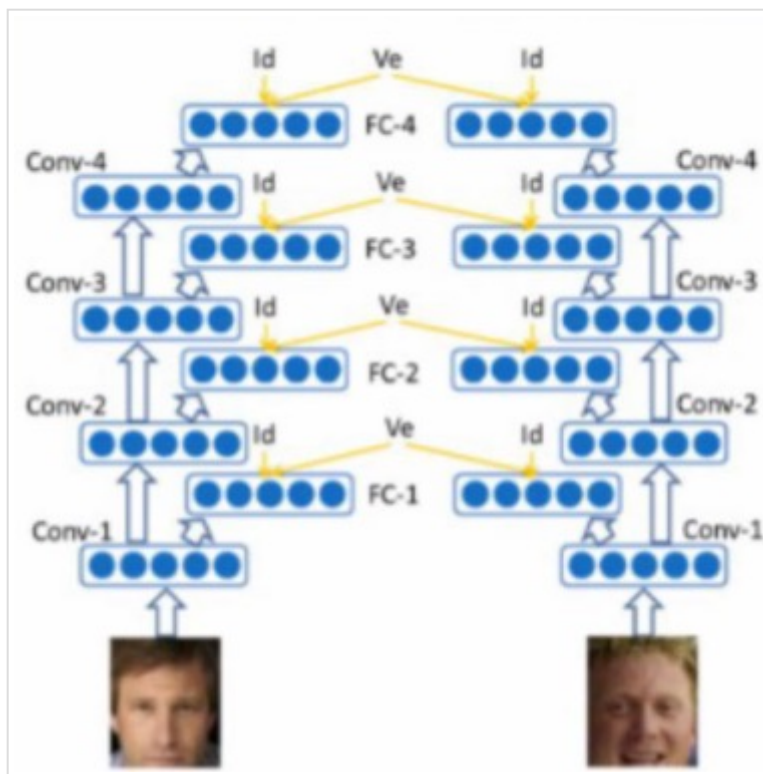 Id Ve Id
FC-4
Conv-4 Conv-4
Id Ve Id
FC-3
Conv-3 Conv-3
Id Ve Id
FC-2
Conv-2 Conv-2
Id Ve Id
FC-1
Conv-1 Conv-1